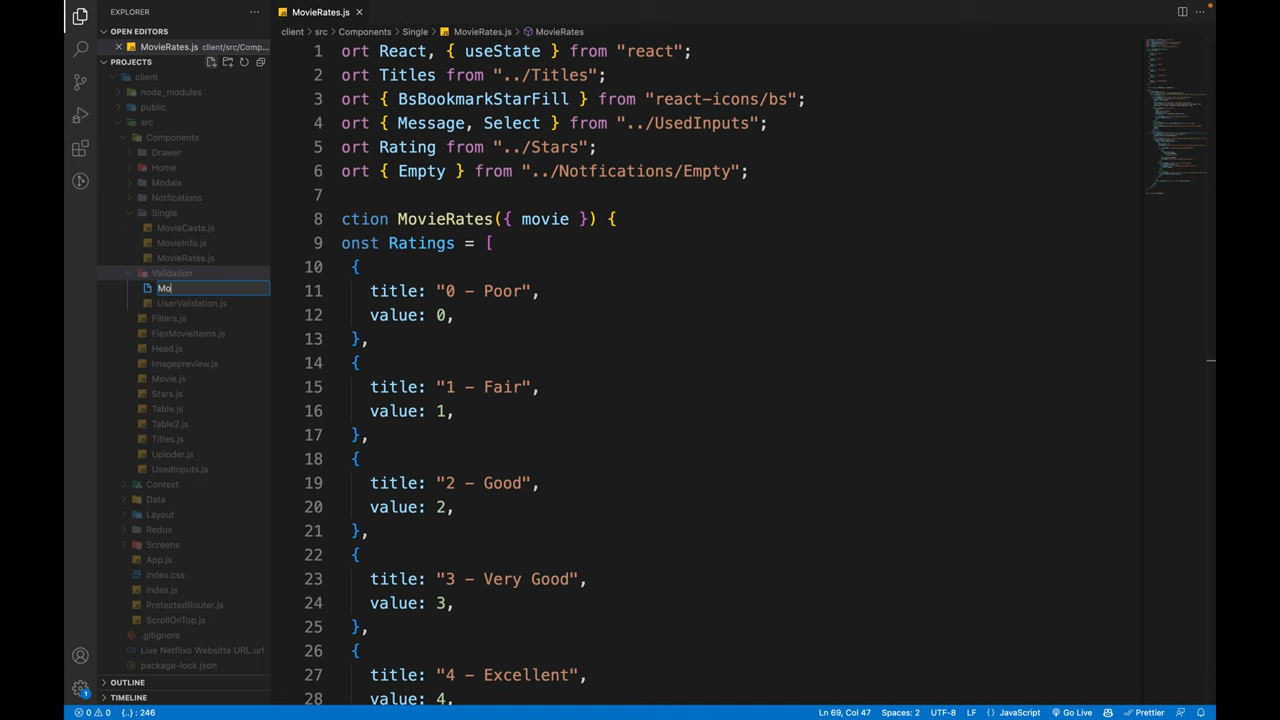 EXPLORER
OPEN EDITORS
MovieRates.js client/src/Comp...
PROJECTS
client
node_modules
public
src
Components
Drawer
Home
Modals
Notfications
Single
MovieCasts.js
MovieInfo.js
MovieRates.js
Validation
Mo
UserValidation.js
Filters.js
FlexMovieItems.js
Head.js
Imagepreview.js
Movie.js
Stars.js
Table.js
Table2.js
Titles.js
Uploder.js
UsedInputs.js
Context
Data
Layout
Redux
Screens
App.js
index.css
index.js
ProtectedRouter.js
ScrollOnTop.js
.gitignore
Live Netflixo Websitte URL.url
package-lock.json
OUTLINE
TIMELINE
MovieRates.js
client > src > Components > Single > MovieRates.js > MovieRates
1 ort React, { useState } from "react";
2 ort Titles from "../Titles";
3 ort { BsBookmarkStarFill } from "react-icons/bs";
4 ort { Message, Select } from "../UsedInputs";
5 ort Rating from "../Stars";
6 ort { Empty } from "../Notfications/Empty";
7
8 ction MovieRates({ movie }) {
9 onst Ratings = [
10 {
11 title: "0 - Poor",
12 value: 0,
13 },
14 {
15 title: "1 - Fair",
16 value: 1,
17 },
18 {
19 title: "2 - Good",
20 value: 2,
21 },
22 {
23 title: "3 - Very Good",
24 value: 3,
25 },
26 {
27 title: "4 - Excellent",
28 value: 4,
1
0 0 {..} : 246 Ln 69, Col 47 Spaces: 2 UTF-8 LF {} JavaScript Go Live Prettier